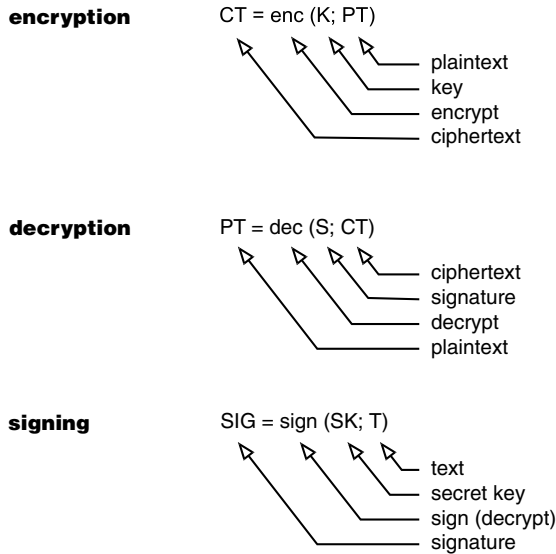 encryption CT = enc (K; PT)
plaintext
key
encrypt
ciphertext
decryption PT = dec (S; CT)
ciphertext
signature
decrypt
plaintext
signing SIG = sign (SK; T)
text
secret key
sign (decrypt)
signature